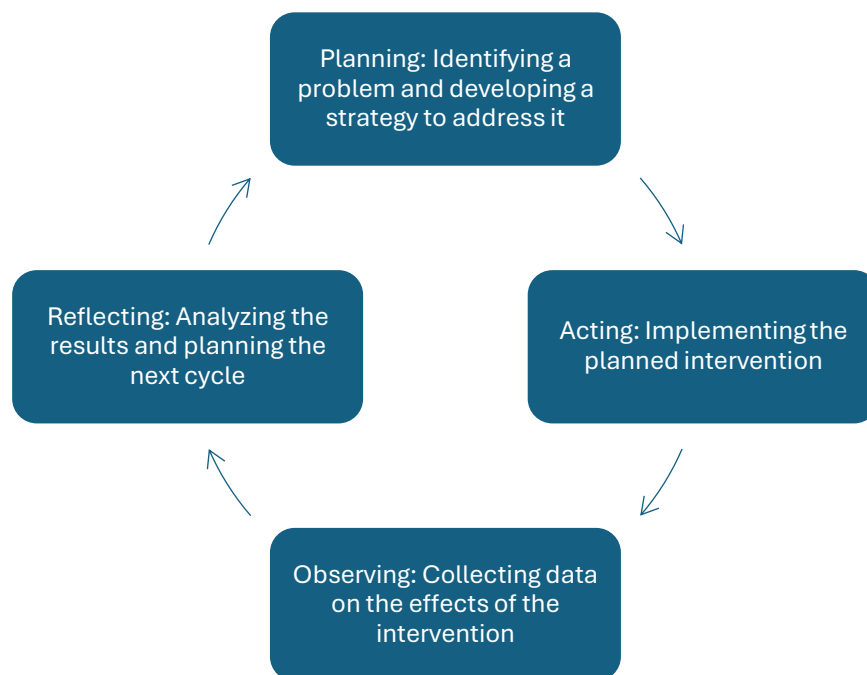 Planning: Identifying a
problem and developing a
strategy to address it
Acting: Implementing the
planned intervention
Observing: Collecting data
on the effects of the
intervention
Reflecting: Analyzing the
results and planning the
next cycle